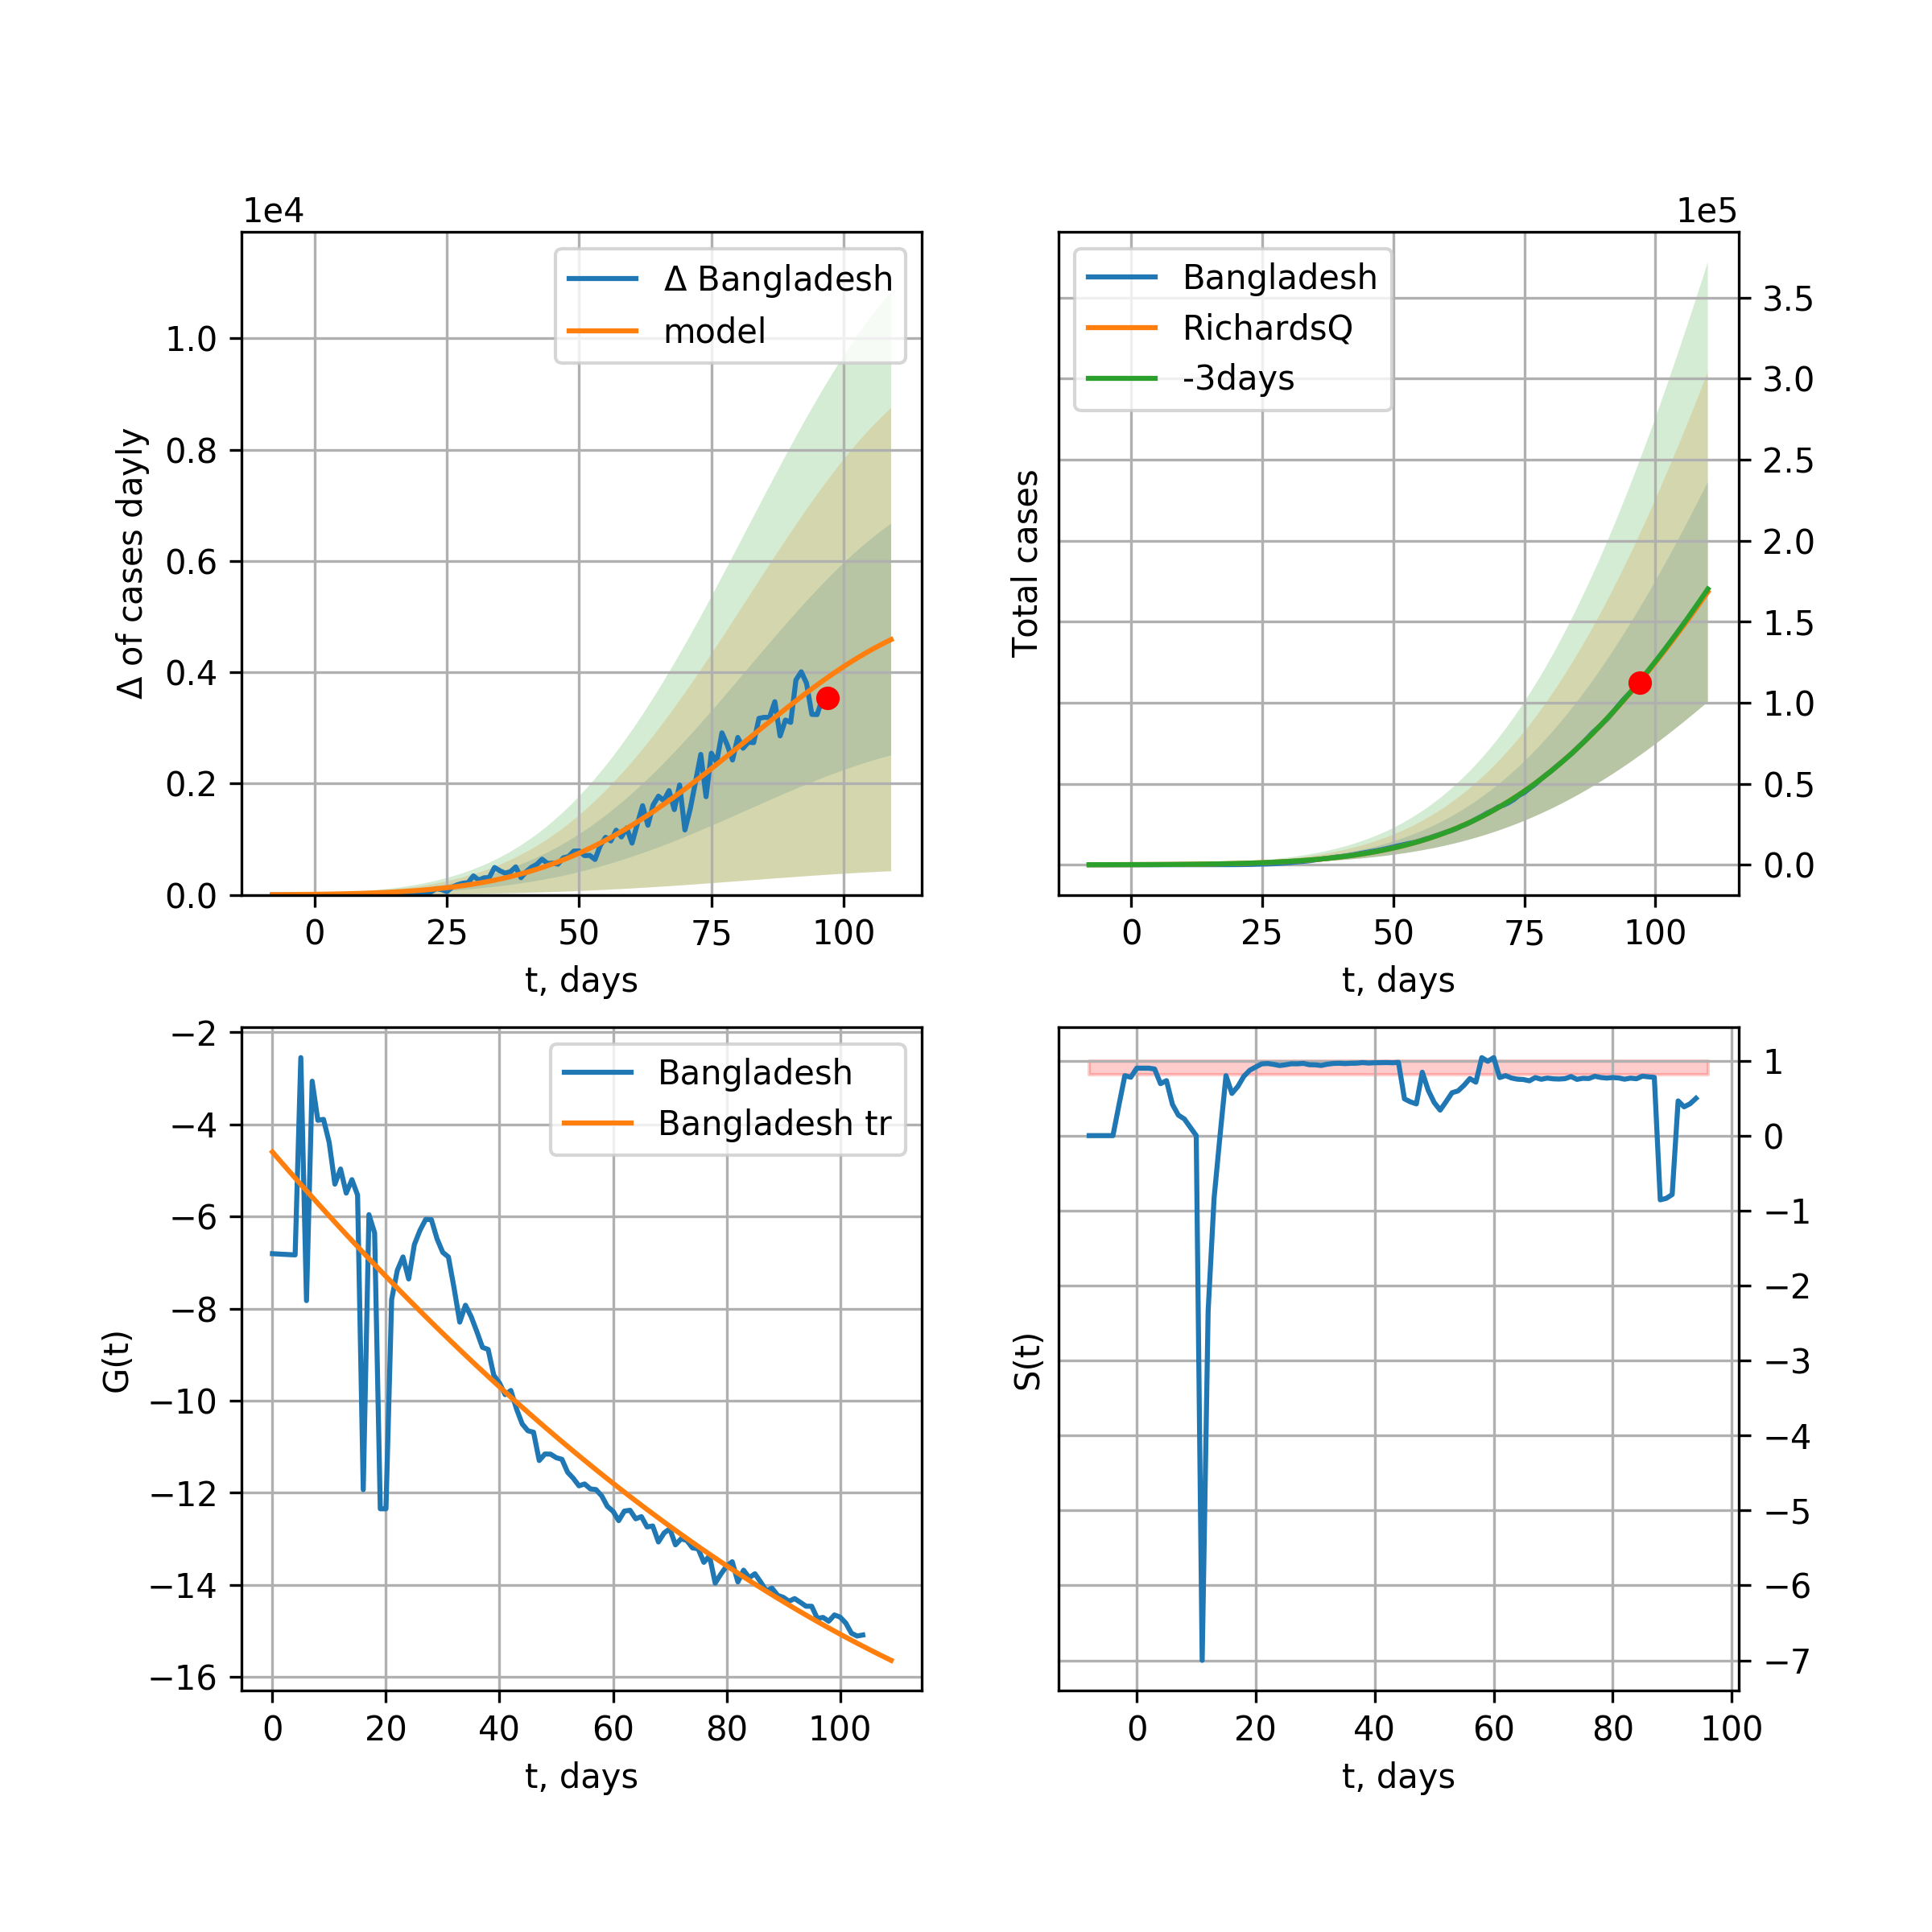 1e4
Δ of cases dayly
1.0
0.8
0.6
0.4
0.2
0.0
Δ Bangladesh
model
0 25 50 75 100
t, days
1e5
Total cases
Bangladesh
RichardsQ
-3days
3.5
3.0
2.5
2.0
1.5
1.0
0.5
0.0
0 25 50 75 100
t, days
G(t)
−2
−4
−6
−8
−10
−12
−14
−16
Bangladesh
Bangladesh tr
0 20 40 60 80 100
t, days
S(t)
1
0
−1
−2
−3
−4
−5
−6
−7
0 20 40 60 80 100
t, days